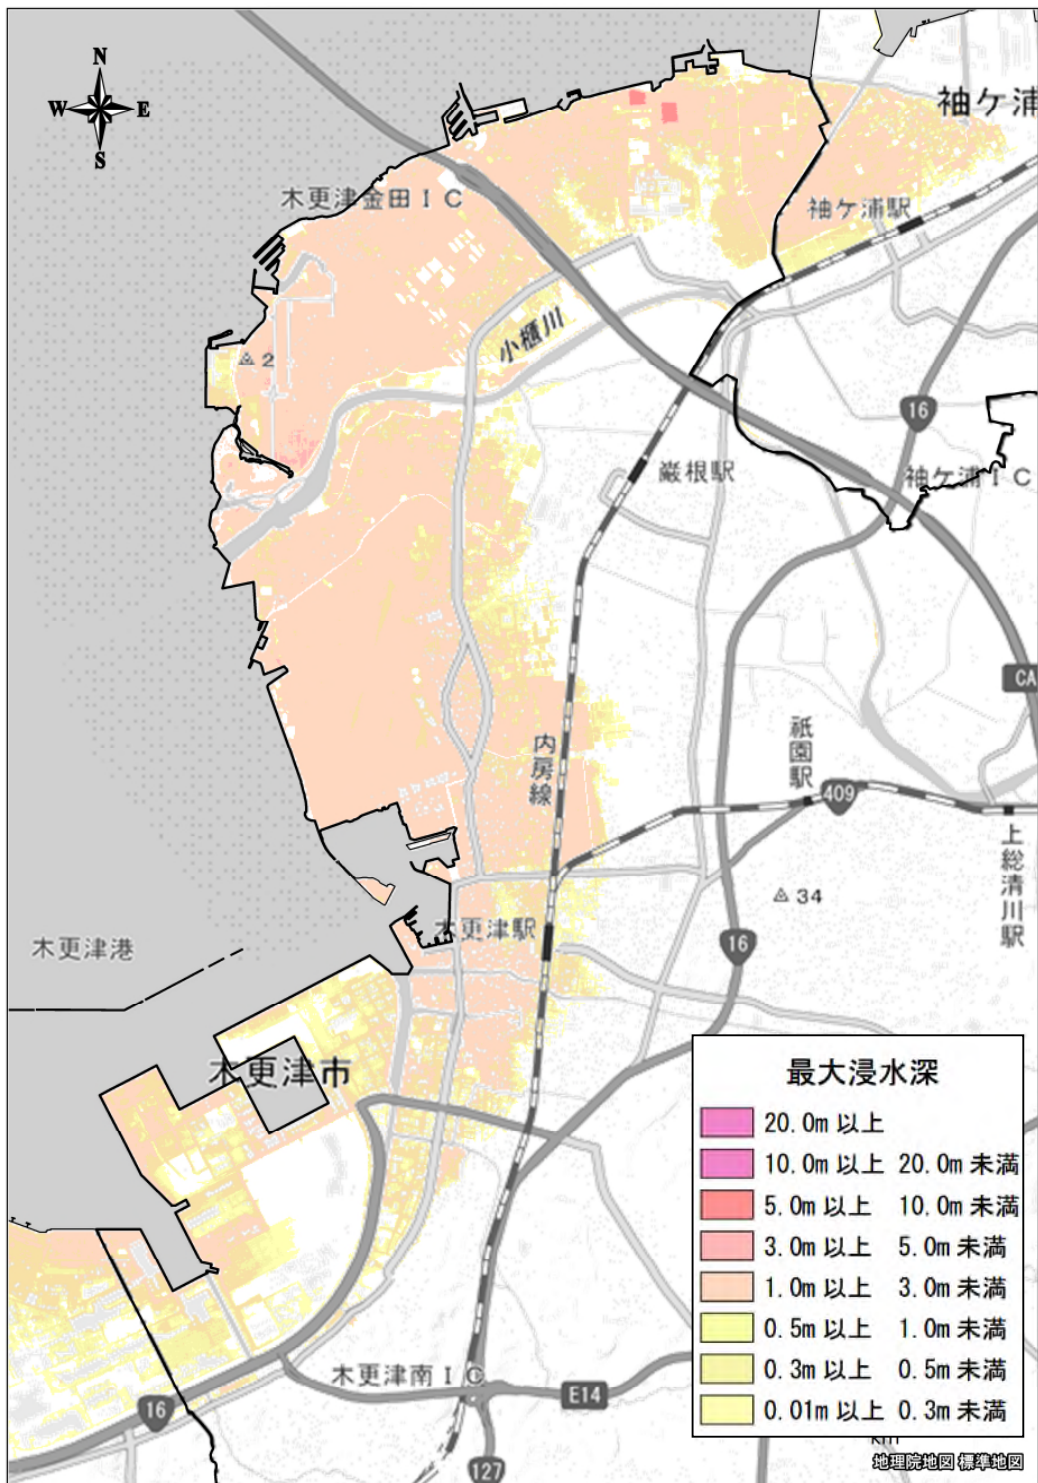 N
W
E
S
袖ケ浦
木更津金田IC
袖ケ浦駅
小櫃川
2
16
巌根駅
袖ケ浦IC
CA
祇園駅
内房線
409
上総清川駅
34
木更津駅
木更津港
16
木更津市
最大浸水深
20.0m 以上
10.0m 以上 20.0m 未満
5.0m 以上 10.0m 未満
3.0m 以上 5.0m 未満
1.0m 以上 3.0m 未満
0.5m 以上 1.0m 未満
0.3m 以上 0.5m 未満
0.01m 以上 0.3m 未満
木更津南IC
E14
16
127
地理院地図 標準地図